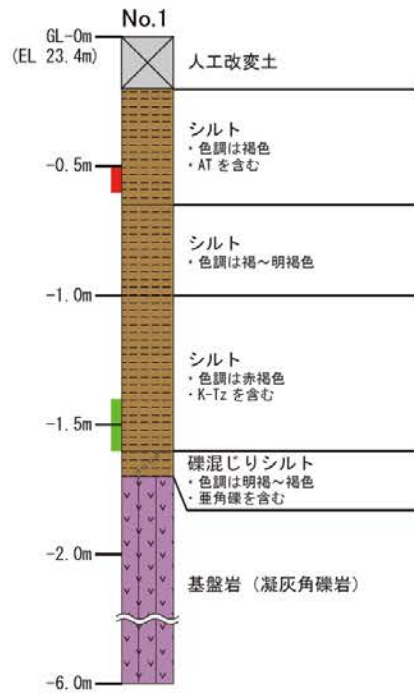 No.1
GL-0m
(EL 23.4m)
人工改変土
シルト
・色調は褐色
・ATを含む
-0.5m
シルト
・色調は褐～明褐色
-1.0m
シルト
・色調は赤褐色
・K-Tzを含む
-1.5m
礫混じりシルト
・色調は明褐～褐色
・亜角礫を含む
-2.0m
基盤岩（凝灰角礫岩）
-6.0m